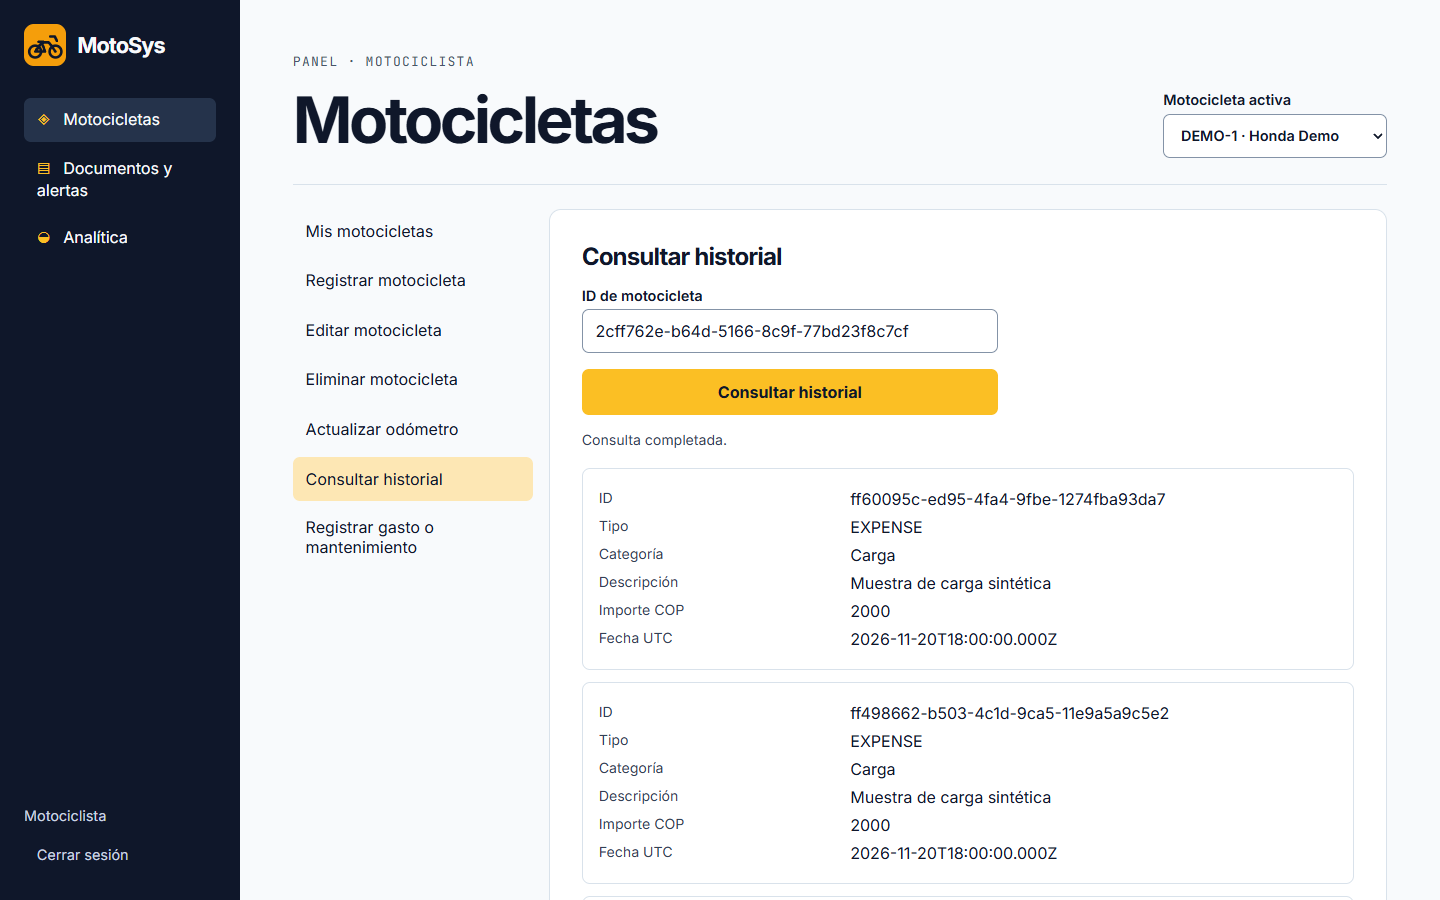 MotoSys
Motocicletas
Documentos y
alertas
Analítica
Motociclista
Cerrar sesión
PANEL · MOTOCICLISTA
Motocicletas
Motocicleta activa
DEMO-1 · Honda Demo
Mis motocicletas
Registrar motocicleta
Editar motocicleta
Eliminar motocicleta
Actualizar odómetro
Consultar historial
Registrar gasto o
mantenimiento
Consultar historial
ID de motocicleta
2cff762e-b64d-5166-8c9f-77bd23f8c7cf
Consultar historial
Consulta completada.
ID ff60095c-ed95-4fa4-9fbe-1274fba93da7
Tipo EXPENSE
Categoría Carga
Descripción Muestra de carga sintética
Importe COP 2000
Fecha UTC 2026-11-20T18:00:00.000Z
ID ff498662-b503-4c1d-9ca5-11e9a5a9c5e2
Tipo EXPENSE
Categoría Carga
Descripción Muestra de carga sintética
Importe COP 2000
Fecha UTC 2026-11-20T18:00:00.000Z